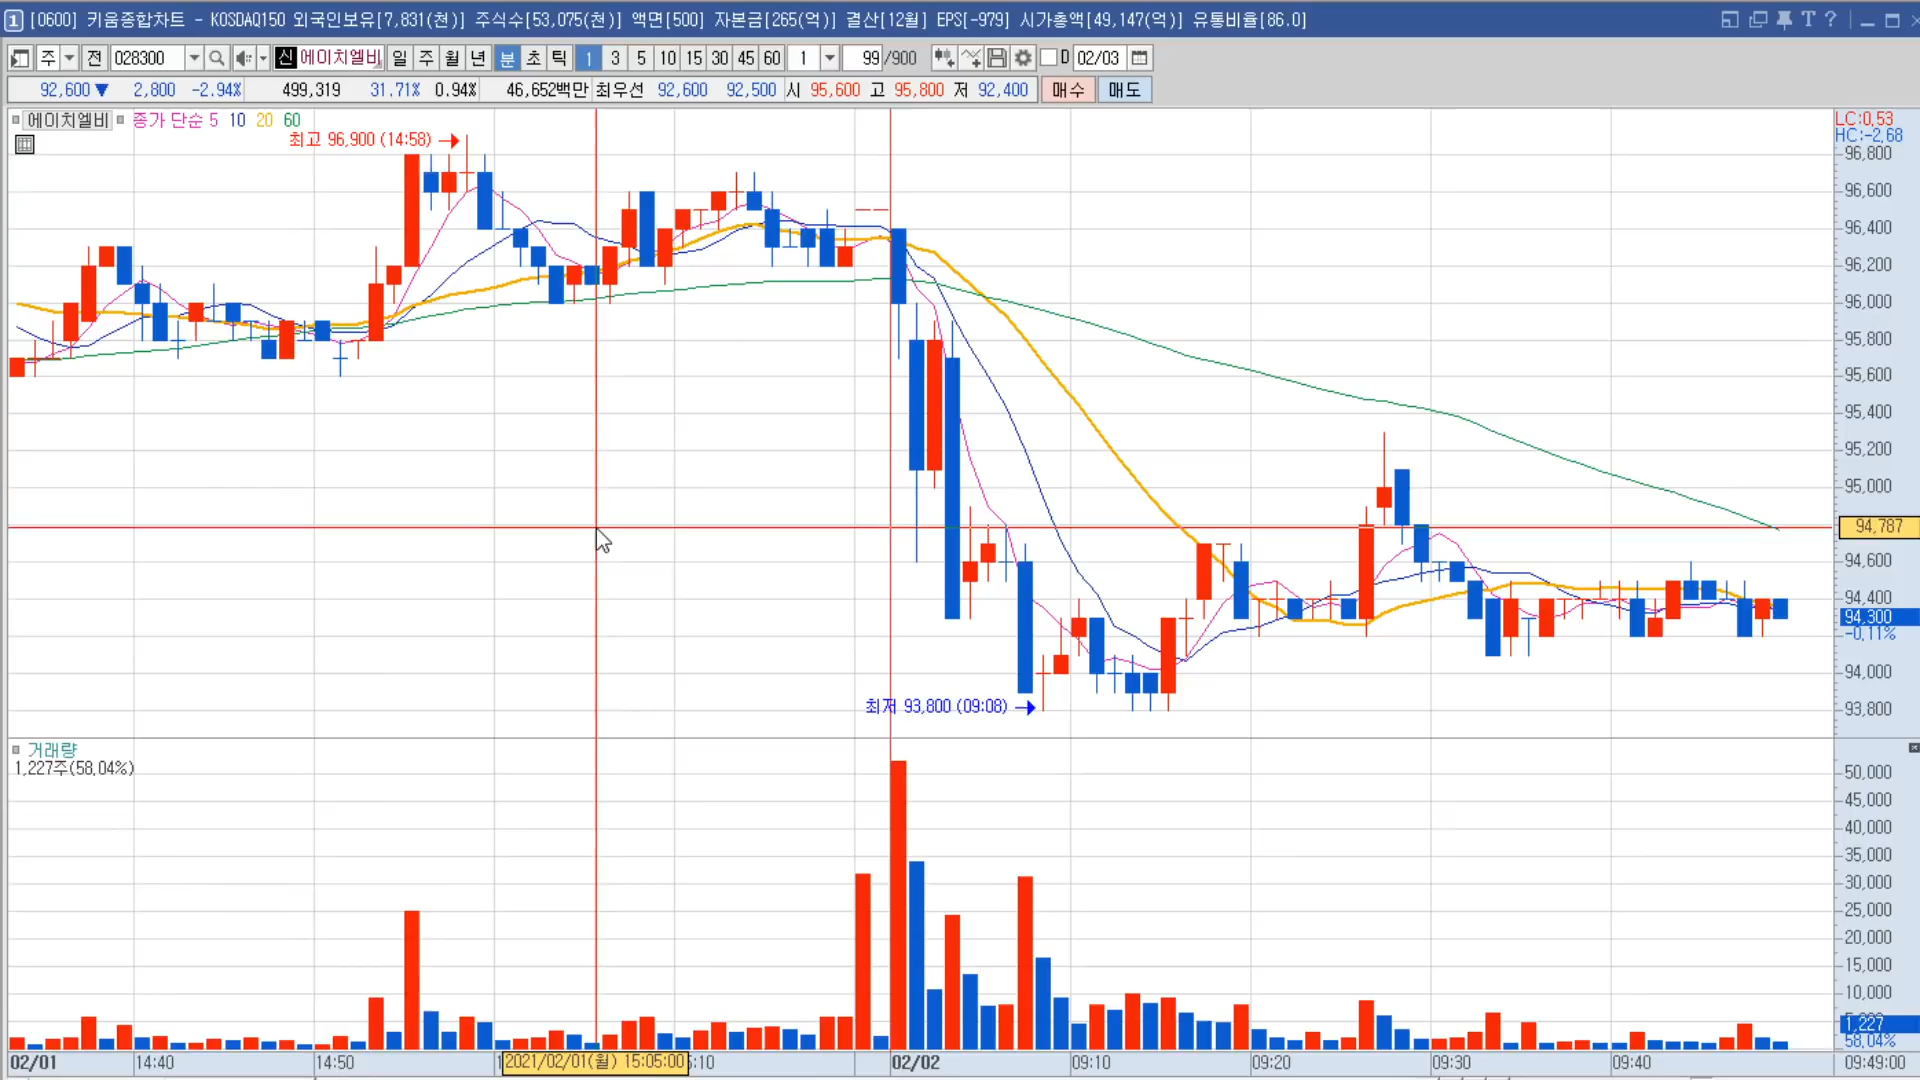 1 [0600] 키움종합차트 - KOSDAQ150 외국인보유[7,831(천)] 주식수[53,075(천)] 액면[500] 자본금[265(억)] 결산[12월] EPS[-979] 시가총액[49,147(억)] 유통비율[86.0] T ?
주 전 028300 신 에이치엘비 일 주 월 년 분 초 틱 1 3 5 10 15 30 45 60 1 99 /900 D 02/03
92,600 ▼ 2,800 -2.94% 499,319 31.71% 0.94% 46,652백만 최우선 92,600 92,500 시 95,600 고 95,800 저 92,400 매수 매도
에이치엘비 종가 단순 5 10 20 60
LC:0,53
HC:-2,68
최고 96,900 (14:58)
96,800
96,600
96,400
96,200
96,000
95,800
95,600
95,400
95,200
95,000
94,787
94,600
94,400
94,300
-0,11%
94,000
최저 93,800 (09:08)
93,800
거래량
1,227주(58,04%)
50,000
45,000
40,000
35,000
30,000
25,000
20,000
15,000
10,000
1,227
58,04%
02/01 14:40 14:50 2021/02/01(월) 15:05:00 :10 02/02 09:10 09:20 09:30 09:40 09:49:00